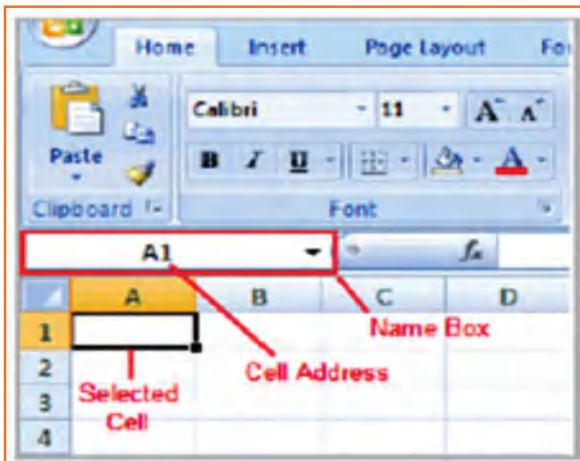 Home Insert Page Layout Fo
Calibri 11 A A
Paste B I U A
Clipboard Font
A1 fx
A B C D
1 Name Box
2 Cell Address
3 Selected
Cell
4